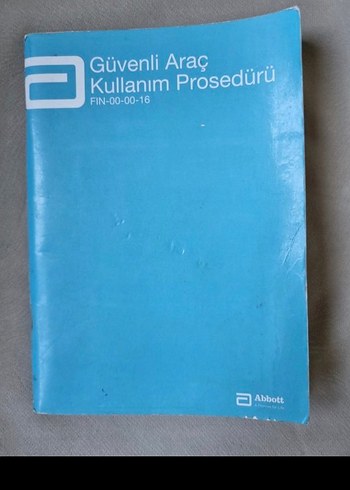 Güvenli Araç
Kullanım Prosedürü
FIN-00-00-16
Abbott